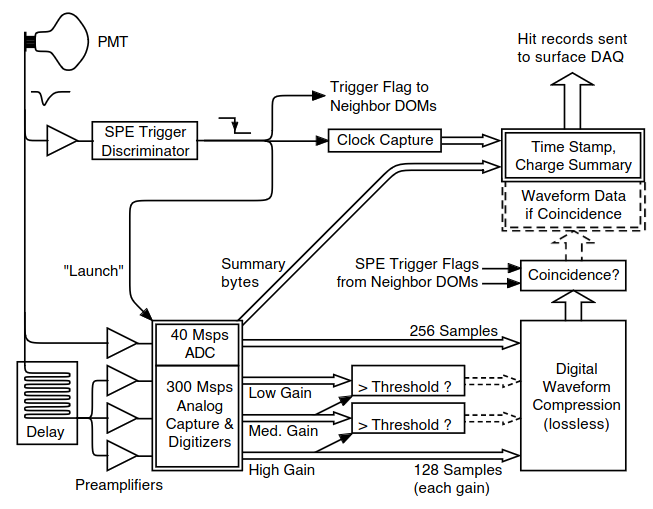 PMT
Hit records sent
to surface DAQ
Trigger Flag to
Neighbor DOMs
SPE Trigger
Discriminator
Clock Capture
Time Stamp,
Charge Summary
Waveform Data
if Coincidence
"Launch"
Summary
bytes
SPE Trigger Flags
from Neighbor DOMs
Coincidence?
40 Msps
ADC
256 Samples
300 Msps
Analog
Capture &
Digitizers
Low Gain
> Threshold ?
Med. Gain
> Threshold ?
High Gain
128 Samples
(each gain)
Digital
Waveform
Compression
(lossless)
Delay
Preamplifiers